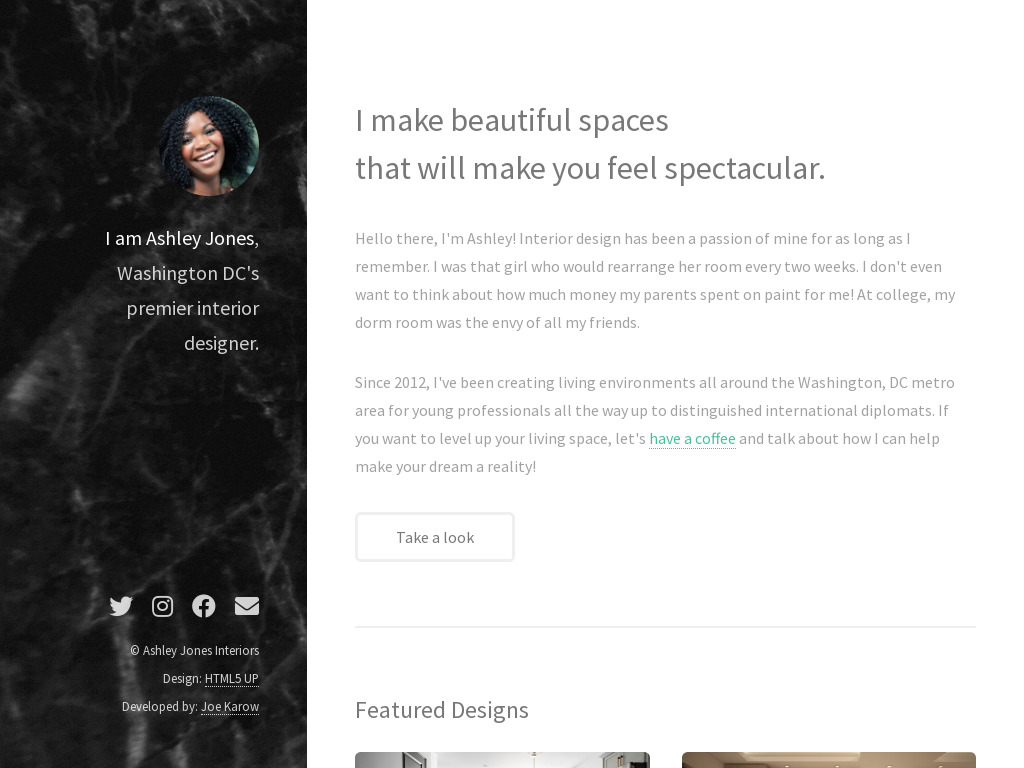 I am Ashley Jones,
Washington DC's
premier interior
designer.
© Ashley Jones Interiors
Design: HTML5 UP
Developed by: Joe Karow
I make beautiful spaces
that will make you feel spectacular.
Hello there, I'm Ashley! Interior design has been a passion of mine for as long as I
remember. I was that girl who would rearrange her room every two weeks. I don't even
want to think about how much money my parents spent on paint for me! At college, my
dorm room was the envy of all my friends.
Since 2012, I've been creating living environments all around the Washington, DC metro
area for young professionals all the way up to distinguished international diplomats. If
you want to level up your living space, let's have a coffee and talk about how I can help
make your dream a reality!
Take a look
Featured Designs